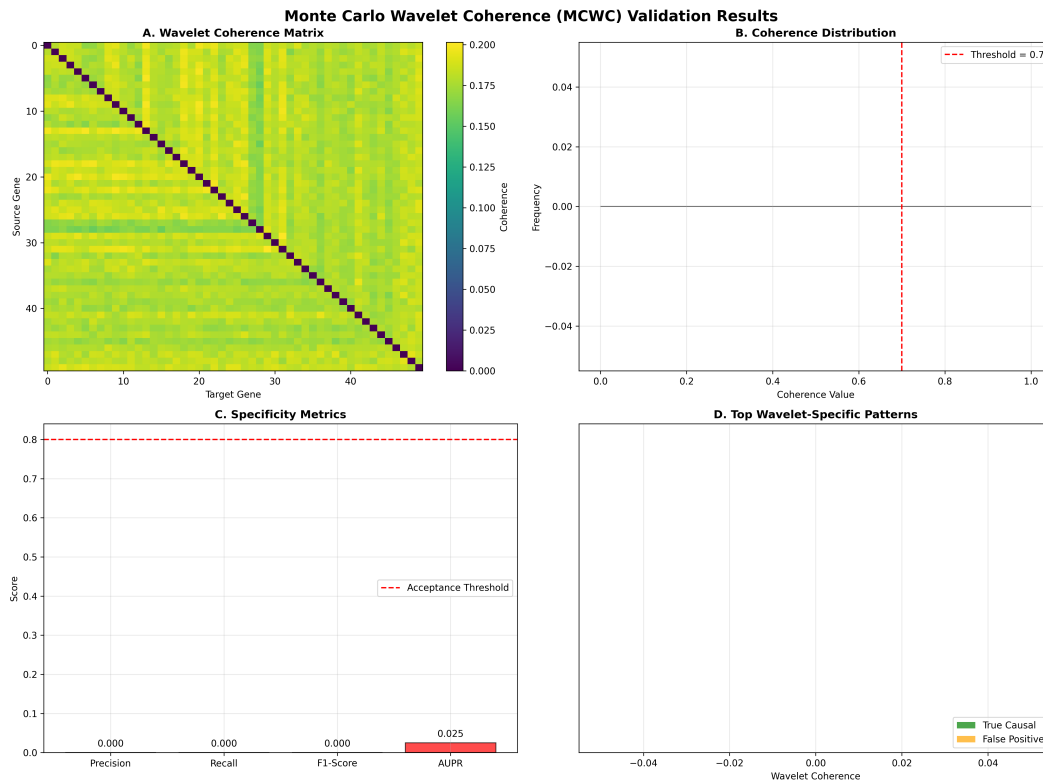 Monte Carlo Wavelet Coherence (MCWC) Validation Results
A. Wavelet Coherence Matrix
0
10
20
30
40
Source Gene
0
10
20
30
40
Target Gene
0.200
0.175
0.150
0.125
0.100
0.075
0.050
0.025
0.000
Coherence
B. Coherence Distribution
Threshold = 0.7
0.04
0.02
0.00
−0.02
−0.04
Frequency
0.0
0.2
0.4
0.6
0.8
1.0
Coherence Value
C. Specificity Metrics
0.8
0.7
0.6
0.5
0.4
0.3
0.2
0.1
0.0
Score
Acceptance Threshold
0.000
0.000
0.000
0.025
Precision
Recall
F1-Score
AUPR
D. Top Wavelet-Specific Patterns
True Causal
False Positive
−0.04
−0.02
0.00
0.02
0.04
Wavelet Coherence